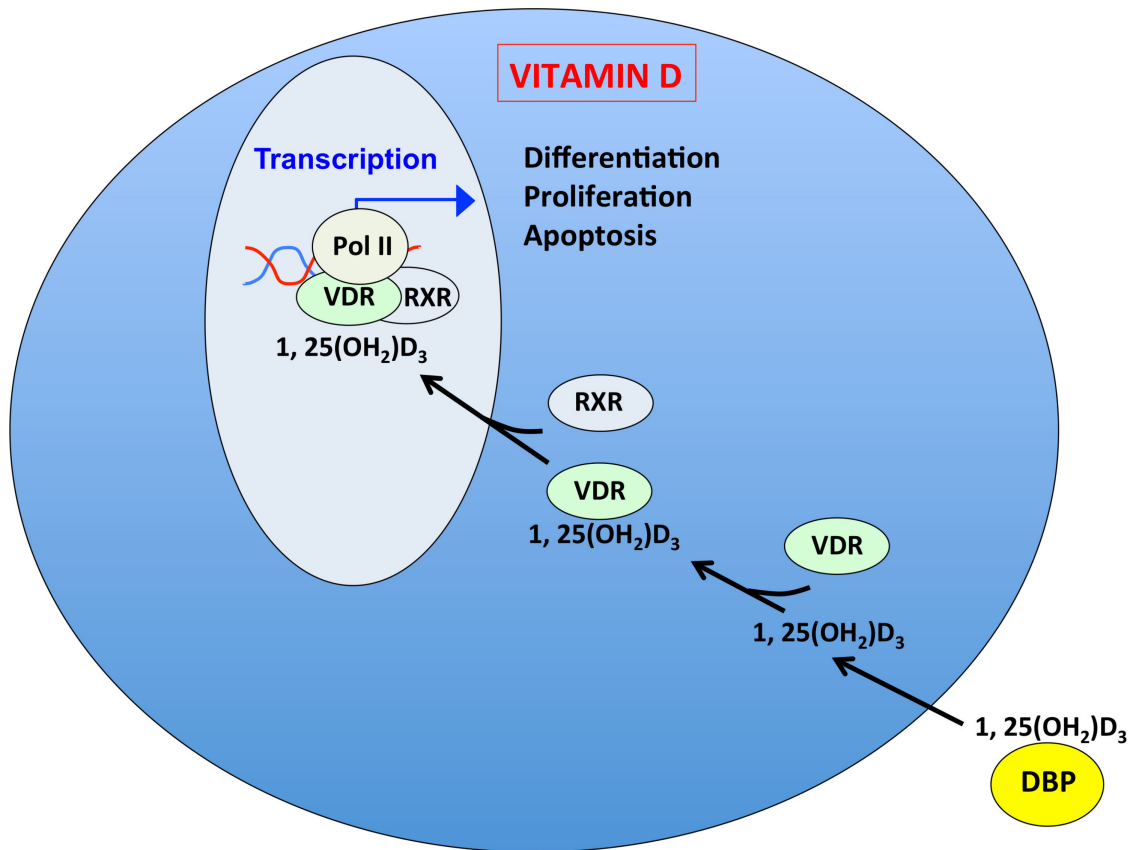 VITAMIN D
Transcription
Differentiation
Proliferation
Apoptosis
Pol II
VDR
RXR
1, 25(OH₂)D₃
RXR
VDR
1, 25(OH₂)D₃
VDR
1, 25(OH₂)D₃
1, 25(OH₂)D₃
DBP